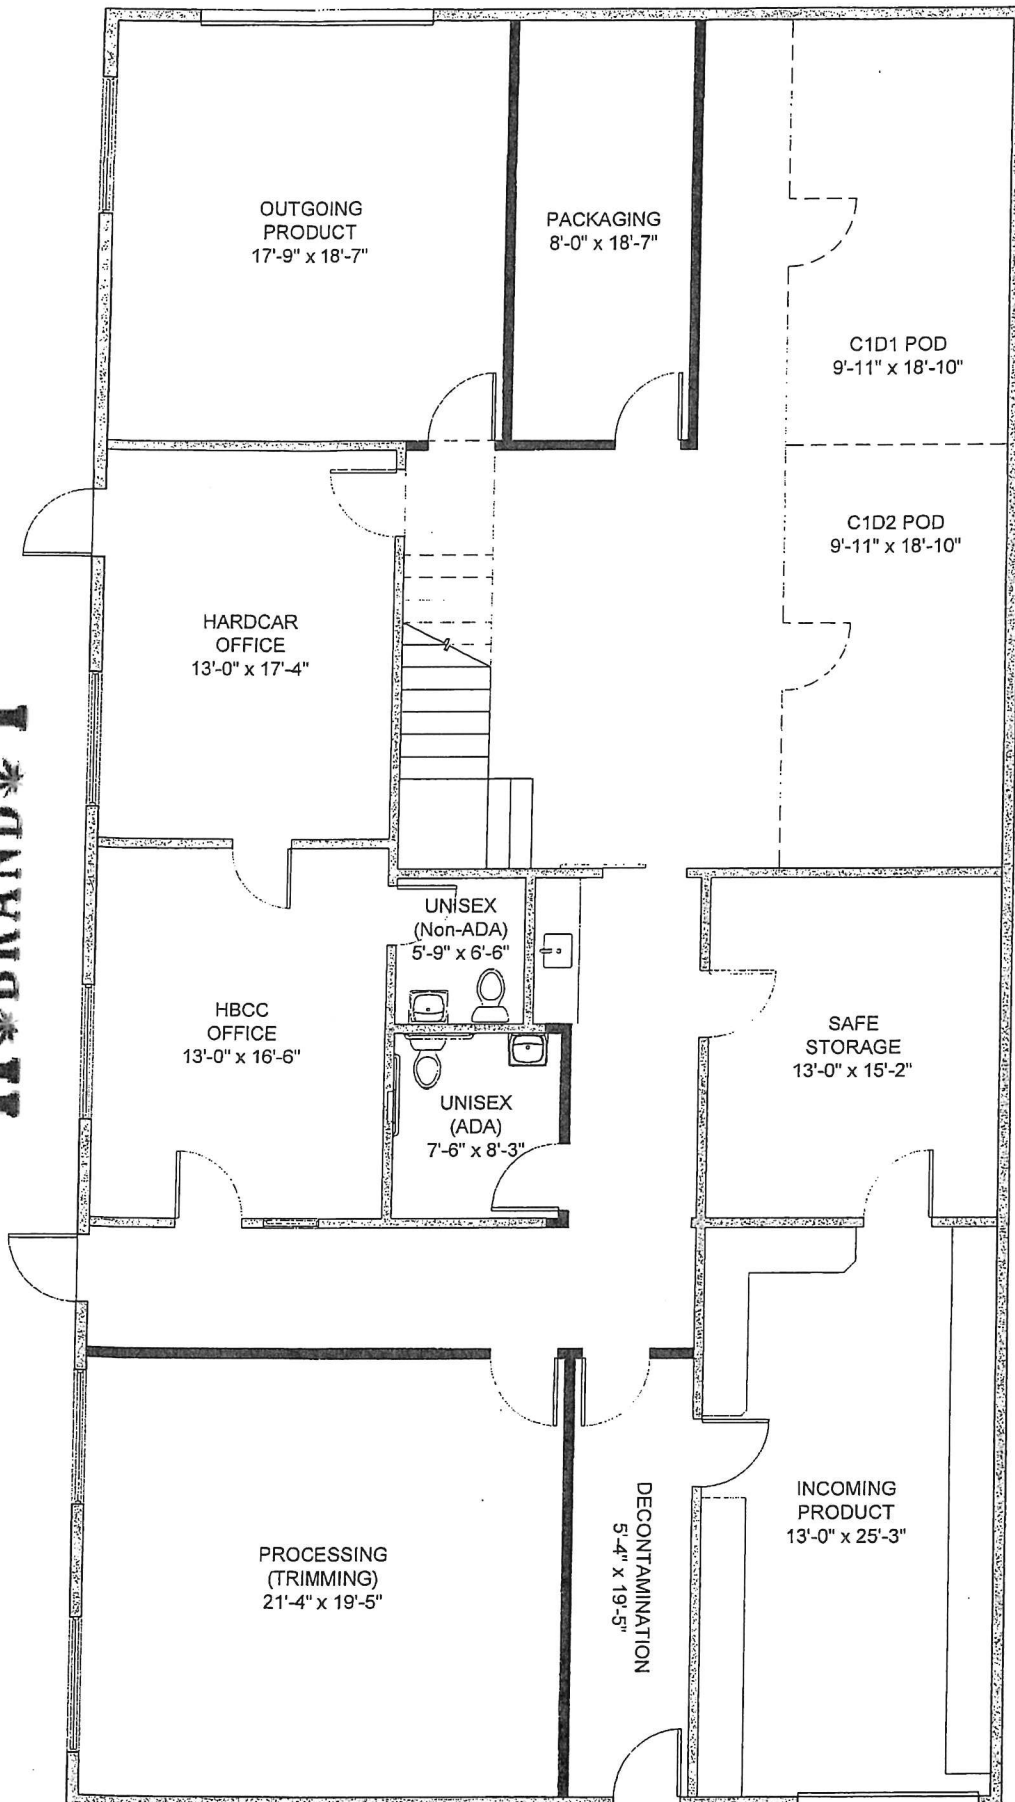 OUTGOING
PRODUCT
17'-9" x 18'-7"
PACKAGING
8'-0" x 18'-7"
C1D1 POD
9'-11" x 18'-10"
C1D2 POD
9'-11" x 18'-10"
HARDCAR
OFFICE
13'-0" x 17'-4"
UNISEX
(Non-ADA)
5'-9" x 6'-6"
HBCC
OFFICE
13'-0" x 16'-6"
SAFE
STORAGE
13'-0" x 15'-2"
UNISEX
(ADA)
7'-6" x 8'-3"
INCOMING
PRODUCT
13'-0" x 25'-3"
DECONTAMINATION
5'-4" x 19'-5"
PROCESSING
(TRIMMING)
21'-4" x 19'-5"
BRAND